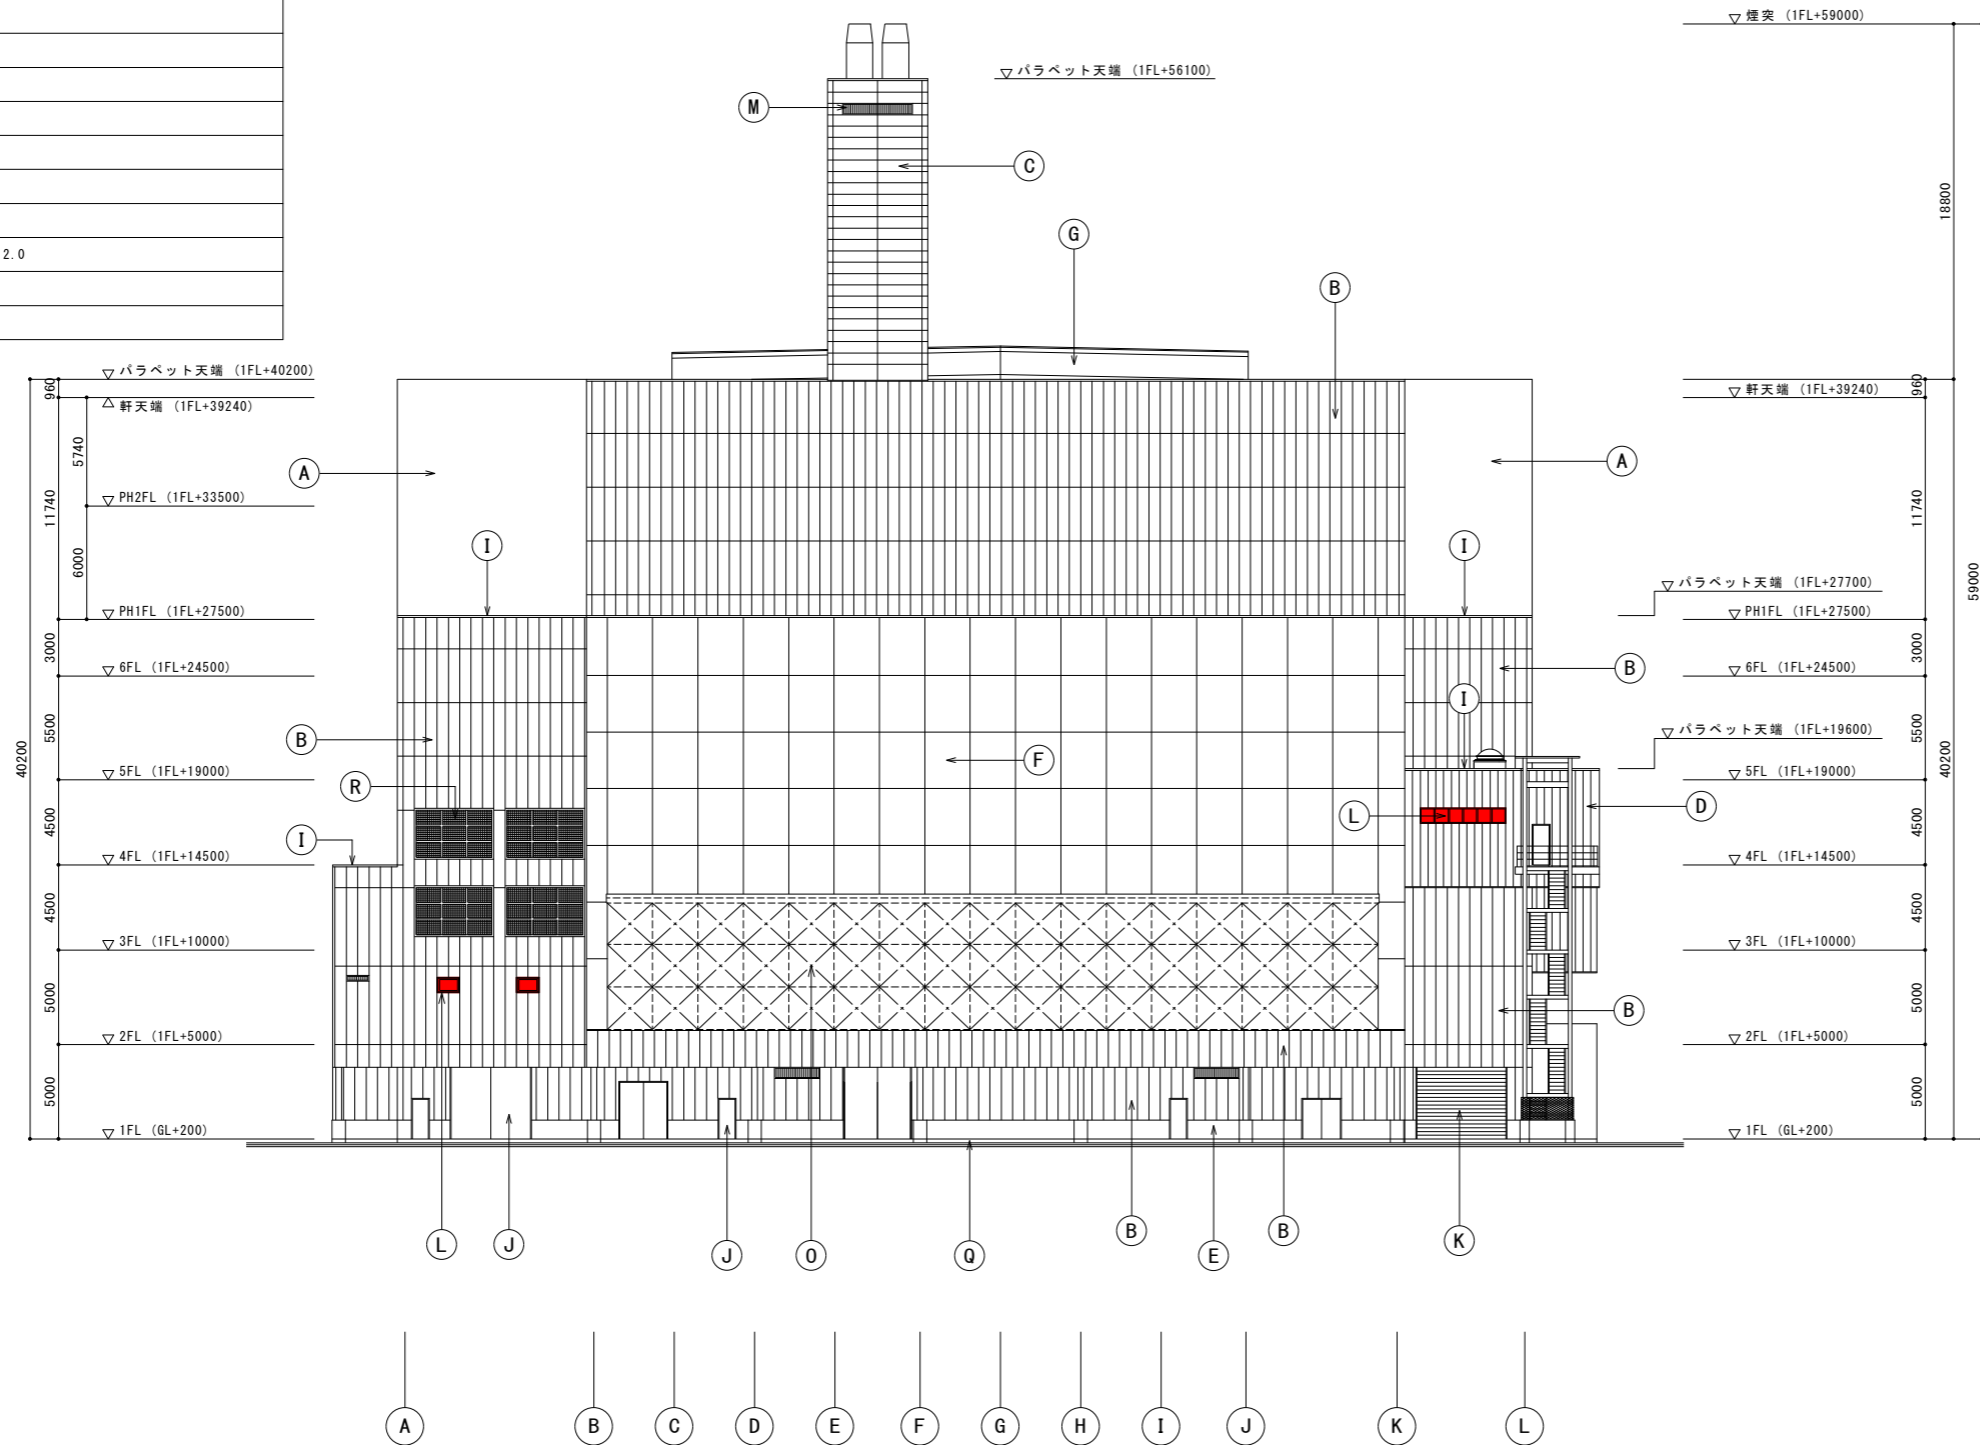 煙突 (1FL+59000)
パラペット天端 (1FL+56100)
M
C
18800
G
2.0
B
パラペット天端 (1FL+40200)
960
軒天端 (1FL+39240)
960
軒天端 (1FL+39240)
5740
A
A
PH2FL (1FL+33500)
11740
11740
I
I
6000
パラペット天端 (1FL+27700)
59000
PH1FL (1FL+27500)
PH1FL (1FL+27500)
3000
3000
6FL (1FL+24500)
B
6FL (1FL+24500)
I
5500
パラペット天端 (1FL+19600)
5500
B
F
40200
40200
5FL (1FL+19000)
5FL (1FL+19000)
R
D
4500
L
4500
I
4FL (1FL+14500)
4FL (1FL+14500)
4500
4500
3FL (1FL+10000)
3FL (1FL+10000)
O
5000
B
5000
2FL (1FL+5000)
2FL (1FL+5000)
5000
5000
1FL (GL+200)
1FL (GL+200)
L
J
J
O
Q
B
E
B
K
A
B
C
D
E
F
G
H
I
J
K
L